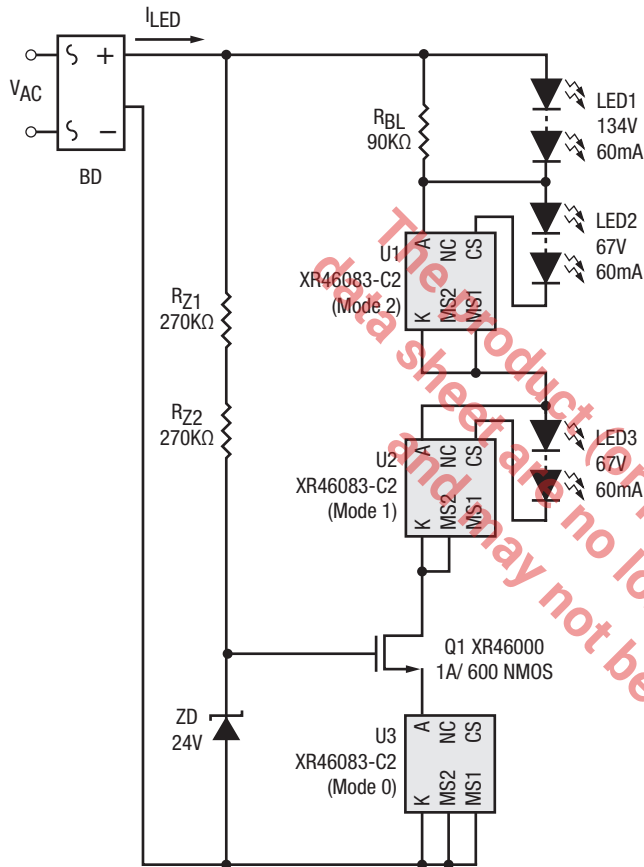 ILED
VAC
+
−
BD
RBL
90KΩ
LED1
134V
60mA
LED2
67V
60mA
A NC CS
U1
XR46083-C2
(Mode 2)
K MS2 MS1
RZ1
270KΩ
RZ2
270KΩ
LED3
67V
60mA
A NC CS
U2
XR46083-C2
(Mode 1)
K MS2 MS1
Q1 XR46000
1A/ 600 NMOS
ZD
24V
A NC CS
U3
XR46083-C2
(Mode 0)
K MS2 MS1
The product (or
data sheet are no lo
and may not be